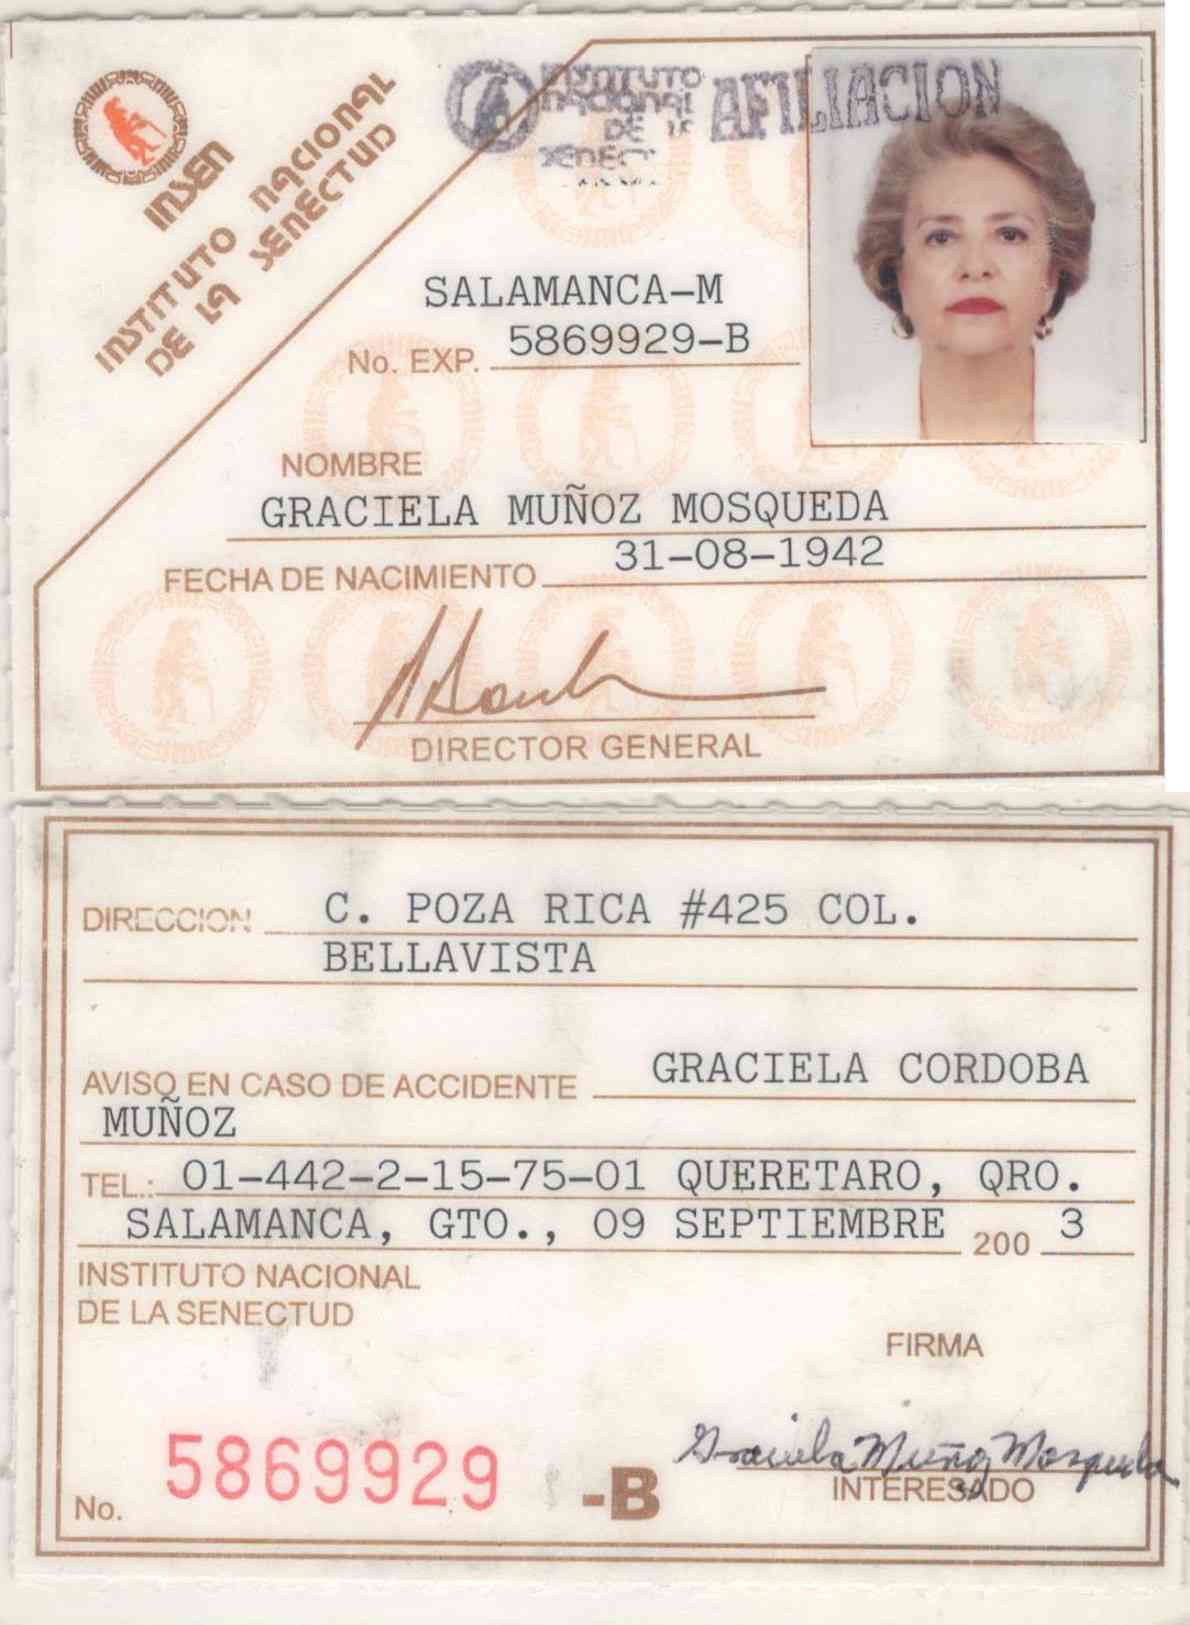 INSEN
INSTITUTO NACIONAL
DE LA SENECTUD
INSTITUTO
NACIONAL
DE LA
AFILIACION
SALAMANCA-M
No. EXP. 5869929-B
NOMBRE
GRACIELA MUÑOZ MOSQUEDA
FECHA DE NACIMIENTO 31-08-1942
DIRECTOR GENERAL
DIRECCION C. POZA RICA #425 COL.
BELLAVISTA
AVISO EN CASO DE ACCIDENTE GRACIELA CORDOBA
MUÑOZ
TEL.: 01-442-2-15-75-01 QUERETARO, QRO.
SALAMANCA, GTO., 09 SEPTIEMBRE 200 3
INSTITUTO NACIONAL
DE LA SENECTUD
FIRMA
Graciela Muñoz Mosqueda
INTERESADO
No. 5869929 -B